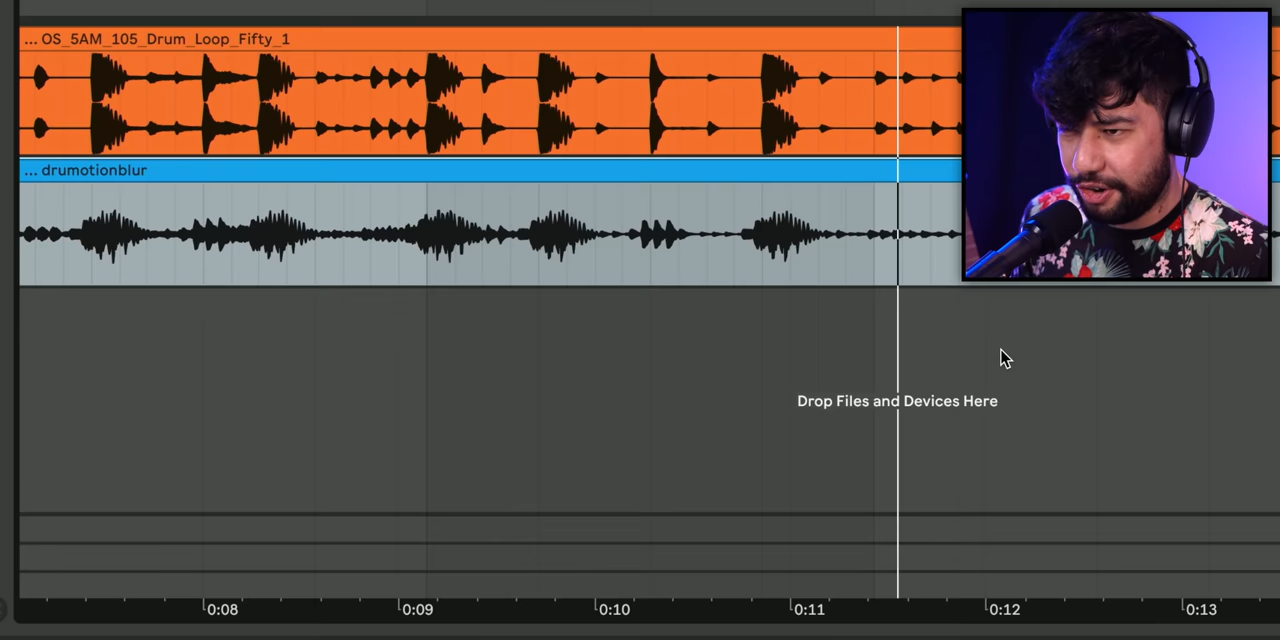 ... OS_5AM_105_Drum_Loop_Fifty_1
... drumotionblur
Drop Files and Devices Here
0:08 0:09 0:10 0:11 0:12 0:13